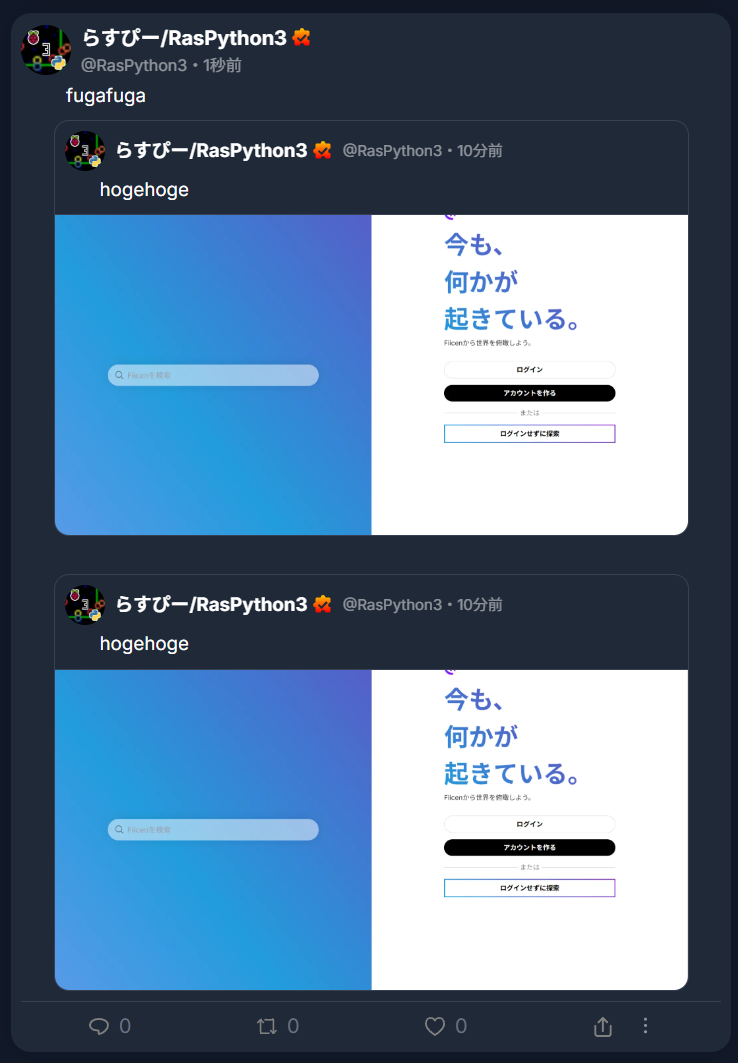 らすぴー/RasPython3
@RasPython3・1秒前
fugafuga
らすぴー/RasPython3 @RasPython3・10分前
hogehoge
今も、
何かが
起きている。
Fiicenから世界を俯瞰しよう。
Fiicenを検索
ログイン
アカウントを作る
または
ログインせずに探索
らすぴー/RasPython3 @RasPython3・10分前
hogehoge
今も、
何かが
起きている。
Fiicenから世界を俯瞰しよう。
Fiicenを検索
ログイン
アカウントを作る
または
ログインせずに探索
0 0 0